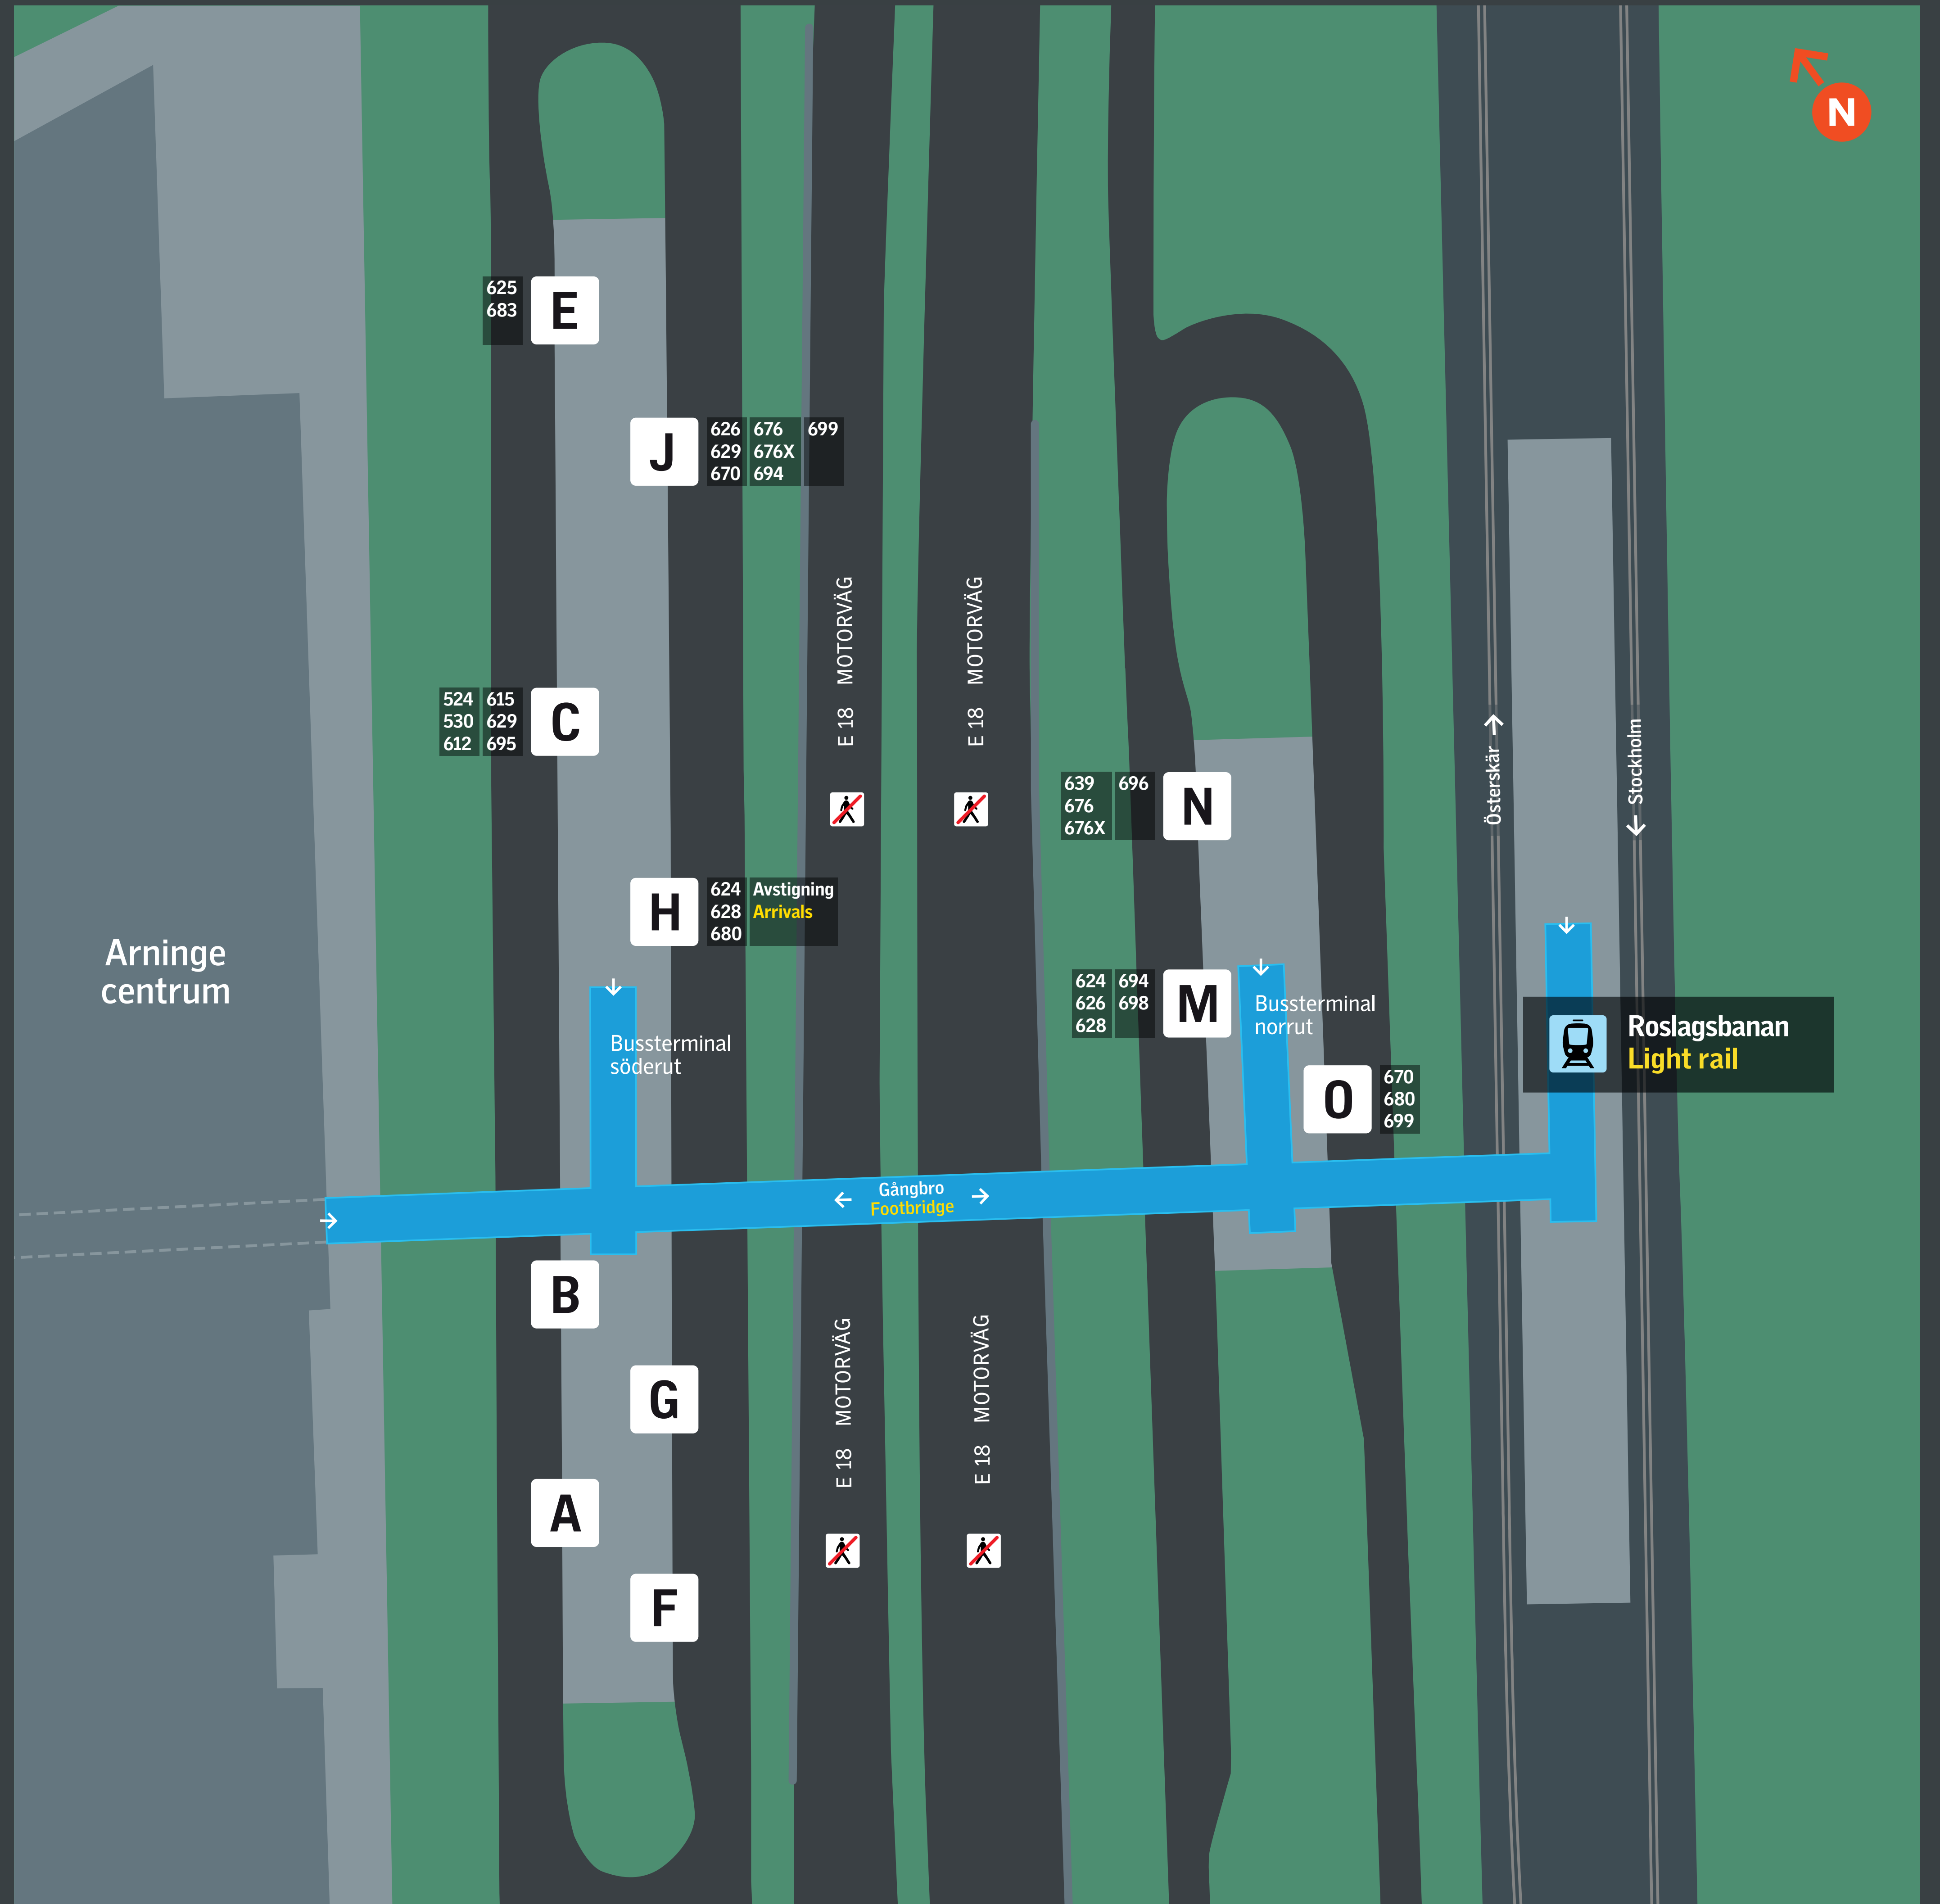 N
625
683
E
J
626 676 699
629 676X
670 694
E 18 MOTORVÄG
E 18 MOTORVÄG
524 615
530 629
612 695
C
639 696
676
676X
N
Österskär
Stockholm
H
624 Avstigning
628 Arrivals
680
Arninge
centrum
624 694
626 698
628
M
Bussterminal
norrut
Roslagsbanan
Light rail
Bussterminal
söderut
O
670
680
699
Gångbro
Footbridge
B
G
A
F
E 18 MOTORVÄG
E 18 MOTORVÄG